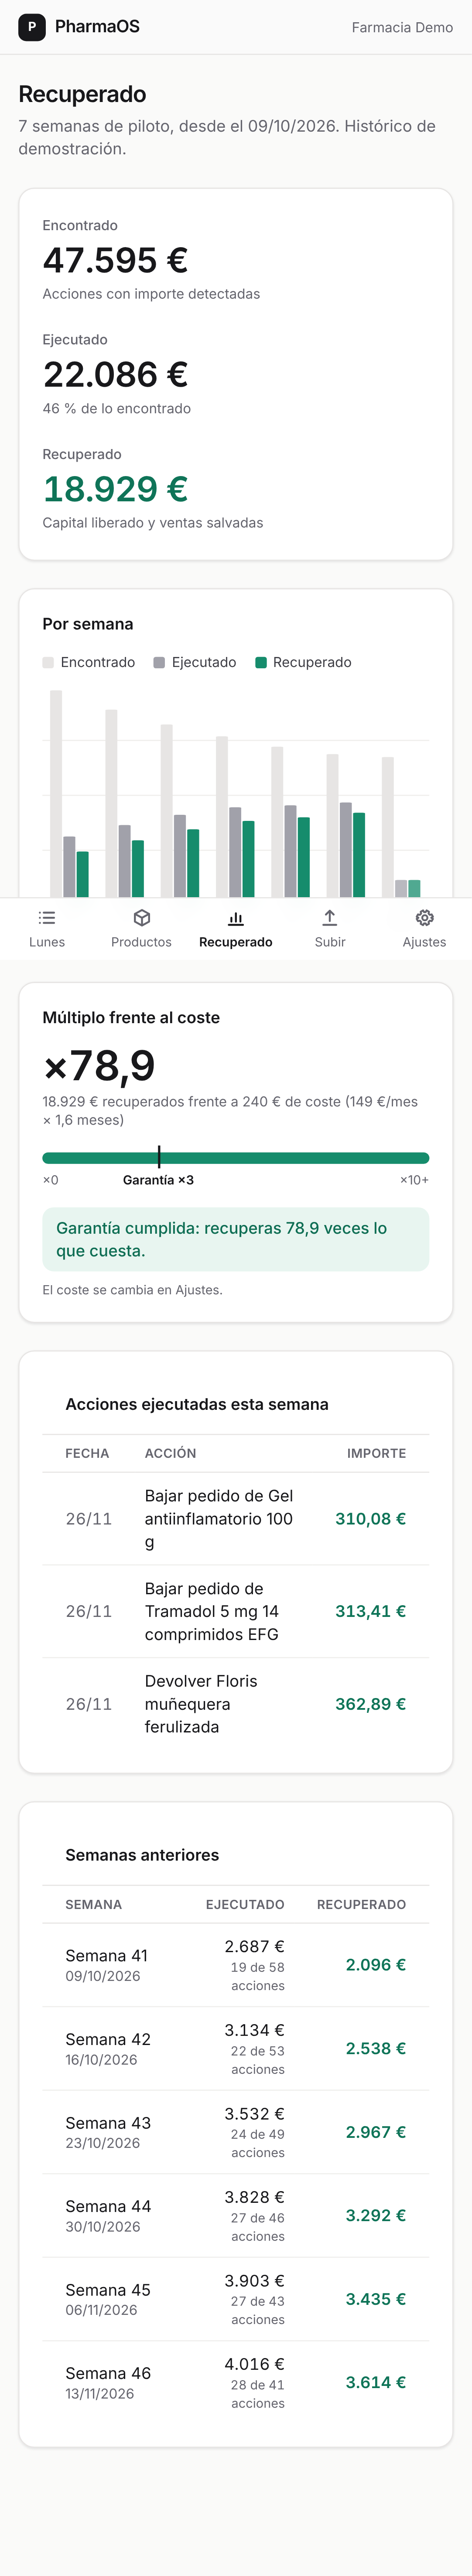 P PharmaOS Farmacia Demo
Recuperado
7 semanas de piloto, desde el 09/10/2026. Histórico de
demostración.
Encontrado
47.595 €
Acciones con importe detectadas
Ejecutado
22.086 €
46 % de lo encontrado
Recuperado
18.929 €
Capital liberado y ventas salvadas
Por semana
Encontrado Ejecutado Recuperado
Lunes Productos Recuperado Subir Ajustes
Múltiplo frente al coste
×78,9
18.929 € recuperados frente a 240 € de coste (149 €/mes
× 1,6 meses)
×0 Garantía ×3 ×10+
Garantía cumplida: recuperas 78,9 veces lo
que cuesta.
El coste se cambia en Ajustes.
Acciones ejecutadas esta semana
FECHA ACCIÓN IMPORTE
Bajar pedido de Gel
26/11 antiinflamatorio 100 310,08 €
g
Bajar pedido de
26/11 Tramadol 5 mg 14 313,41 €
comprimidos EFG
Devolver Floris
26/11 muñequera 362,89 €
ferulizada
Semanas anteriores
SEMANA EJECUTADO RECUPERADO
Semana 41 2.687 € 2.096 €
09/10/2026 19 de 58
acciones
Semana 42 3.134 € 2.538 €
16/10/2026 22 de 53
acciones
Semana 43 3.532 € 2.967 €
23/10/2026 24 de 49
acciones
Semana 44 3.828 € 3.292 €
30/10/2026 27 de 46
acciones
Semana 45 3.903 € 3.435 €
06/11/2026 27 de 43
acciones
Semana 46 4.016 € 3.614 €
13/11/2026 28 de 41
acciones